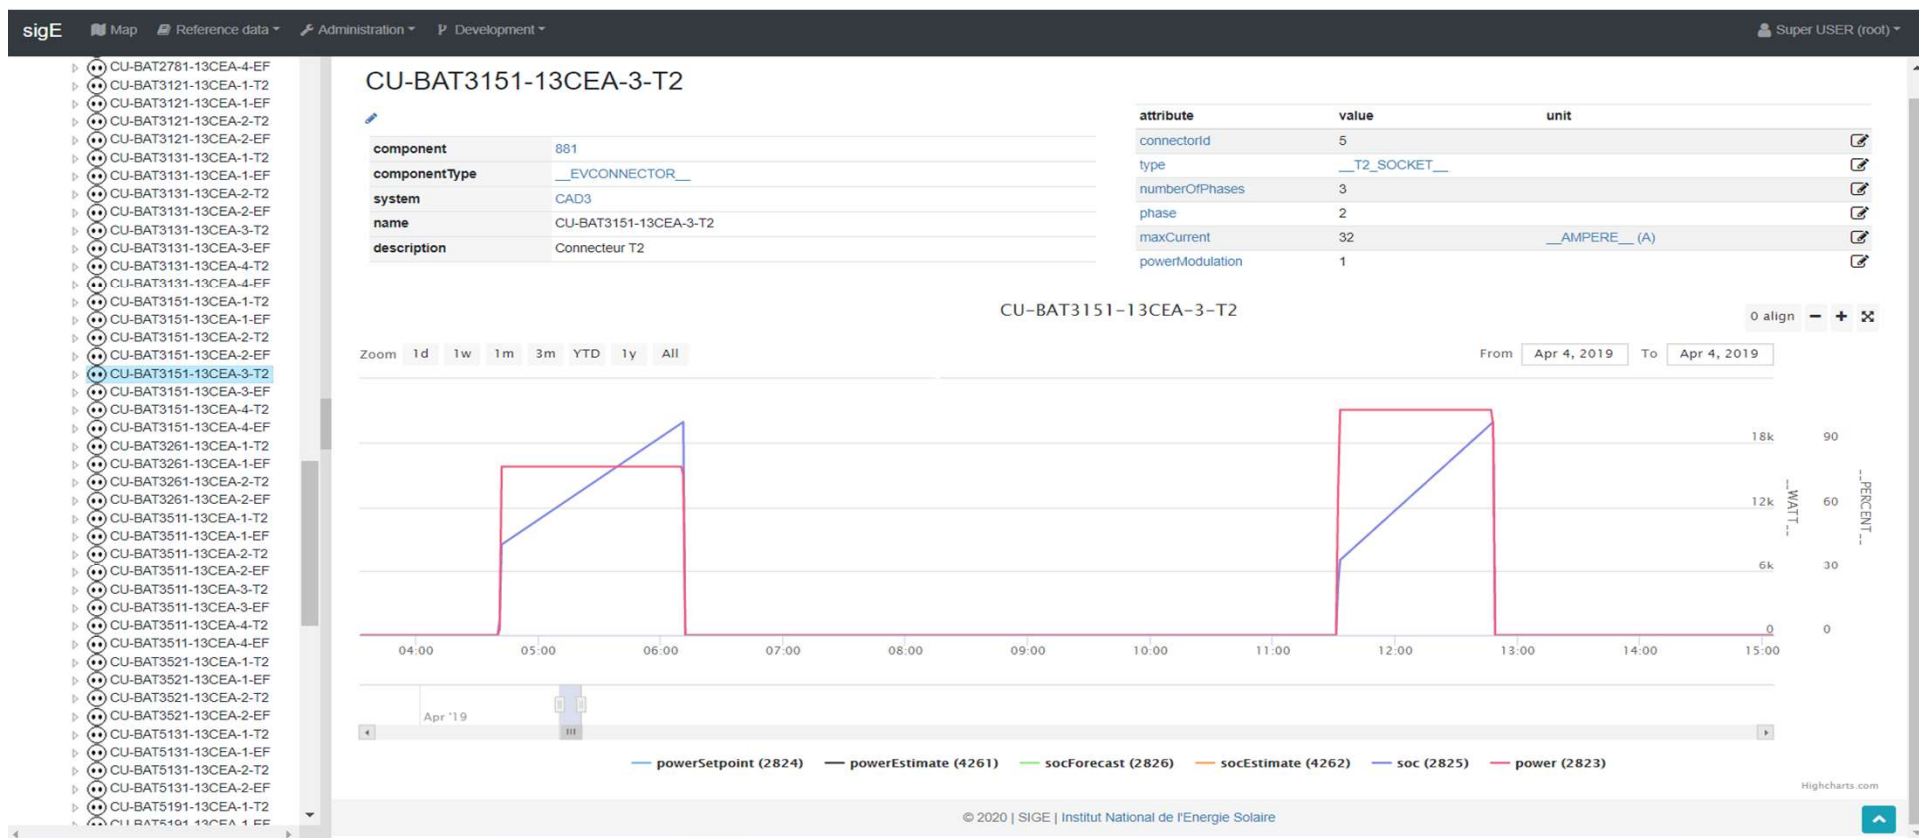 sigE Map Reference data Administration Development Super USER (root)
CU-BAT2781-13CEA-4-EF
CU-BAT3121-13CEA-1-T2
CU-BAT3121-13CEA-1-EF
CU-BAT3121-13CEA-2-T2
CU-BAT3121-13CEA-2-EF
CU-BAT3131-13CEA-1-T2
CU-BAT3131-13CEA-1-EF
CU-BAT3131-13CEA-2-T2
CU-BAT3131-13CEA-2-EF
CU-BAT3131-13CEA-3-T2
CU-BAT3131-13CEA-3-EF
CU-BAT3131-13CEA-4-T2
CU-BAT3131-13CEA-4-EF
CU-BAT3151-13CEA-1-T2
CU-BAT3151-13CEA-1-EF
CU-BAT3151-13CEA-2-T2
CU-BAT3151-13CEA-2-EF
CU-BAT3151-13CEA-3-T2
CU-BAT3151-13CEA-3-EF
CU-BAT3151-13CEA-4-T2
CU-BAT3151-13CEA-4-EF
CU-BAT3261-13CEA-1-T2
CU-BAT3261-13CEA-1-EF
CU-BAT3261-13CEA-2-T2
CU-BAT3261-13CEA-2-EF
CU-BAT3511-13CEA-1-T2
CU-BAT3511-13CEA-1-EF
CU-BAT3511-13CEA-2-T2
CU-BAT3511-13CEA-2-EF
CU-BAT3511-13CEA-3-T2
CU-BAT3511-13CEA-3-EF
CU-BAT3511-13CEA-4-T2
CU-BAT3511-13CEA-4-EF
CU-BAT3521-13CEA-1-T2
CU-BAT3521-13CEA-1-EF
CU-BAT3521-13CEA-2-T2
CU-BAT3521-13CEA-2-EF
CU-BAT5131-13CEA-1-T2
CU-BAT5131-13CEA-1-EF
CU-BAT5131-13CEA-2-T2
CU-BAT5131-13CEA-2-EF
CU-BAT5191-13CEA-1-T2
CU-BAT5191-13CEA-1-EF
CU-BAT3151-13CEA-3-T2
component 881
componentType __EVCONNECTOR__
system CAD3
name CU-BAT3151-13CEA-3-T2
description Connecteur T2
attribute value unit
connectorId 5
type __T2_SOCKET__
numberOfPhases 3
phase 2
maxCurrent 32 __AMPERE__ (A)
powerModulation 1
CU-BAT3151-13CEA-3-T2
0 align
Zoom 1d 1w 1m 3m YTD 1y All From Apr 4, 2019 To Apr 4, 2019
18k 90
12k 60
6k 30
0 0
__WATT__
__PERCENT__
04:00 05:00 06:00 07:00 08:00 09:00 10:00 11:00 12:00 13:00 14:00 15:00
Apr '19
powerSetpoint (2824) powerEstimate (4261) socForecast (2826) socEstimate (4262) soc (2825) power (2823)
Highcharts.com
© 2020 | SIGE | Institut National de l'Energie Solaire